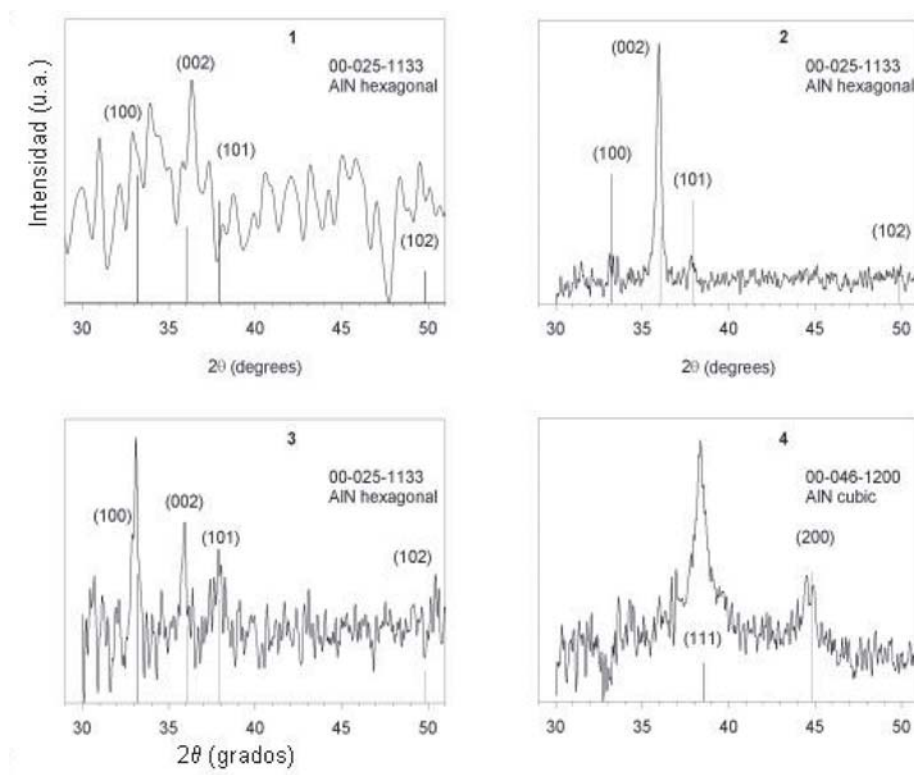 Intensidad (u.a.)
1
(002)
00-025-1133
AlN hexagonal
(100)
(101)
(102)
30 35 40 45 50
2θ (degrees)
2
(002)
00-025-1133
AlN hexagonal
(100)
(101)
(102)
30 35 40 45 50
2θ (degrees)
3
00-025-1133
AlN hexagonal
(100)
(002)
(101)
(102)
30 35 40 45 50
2θ (grados)
4
00-046-1200
AlN cubic
(200)
(111)
30 35 40 45 50